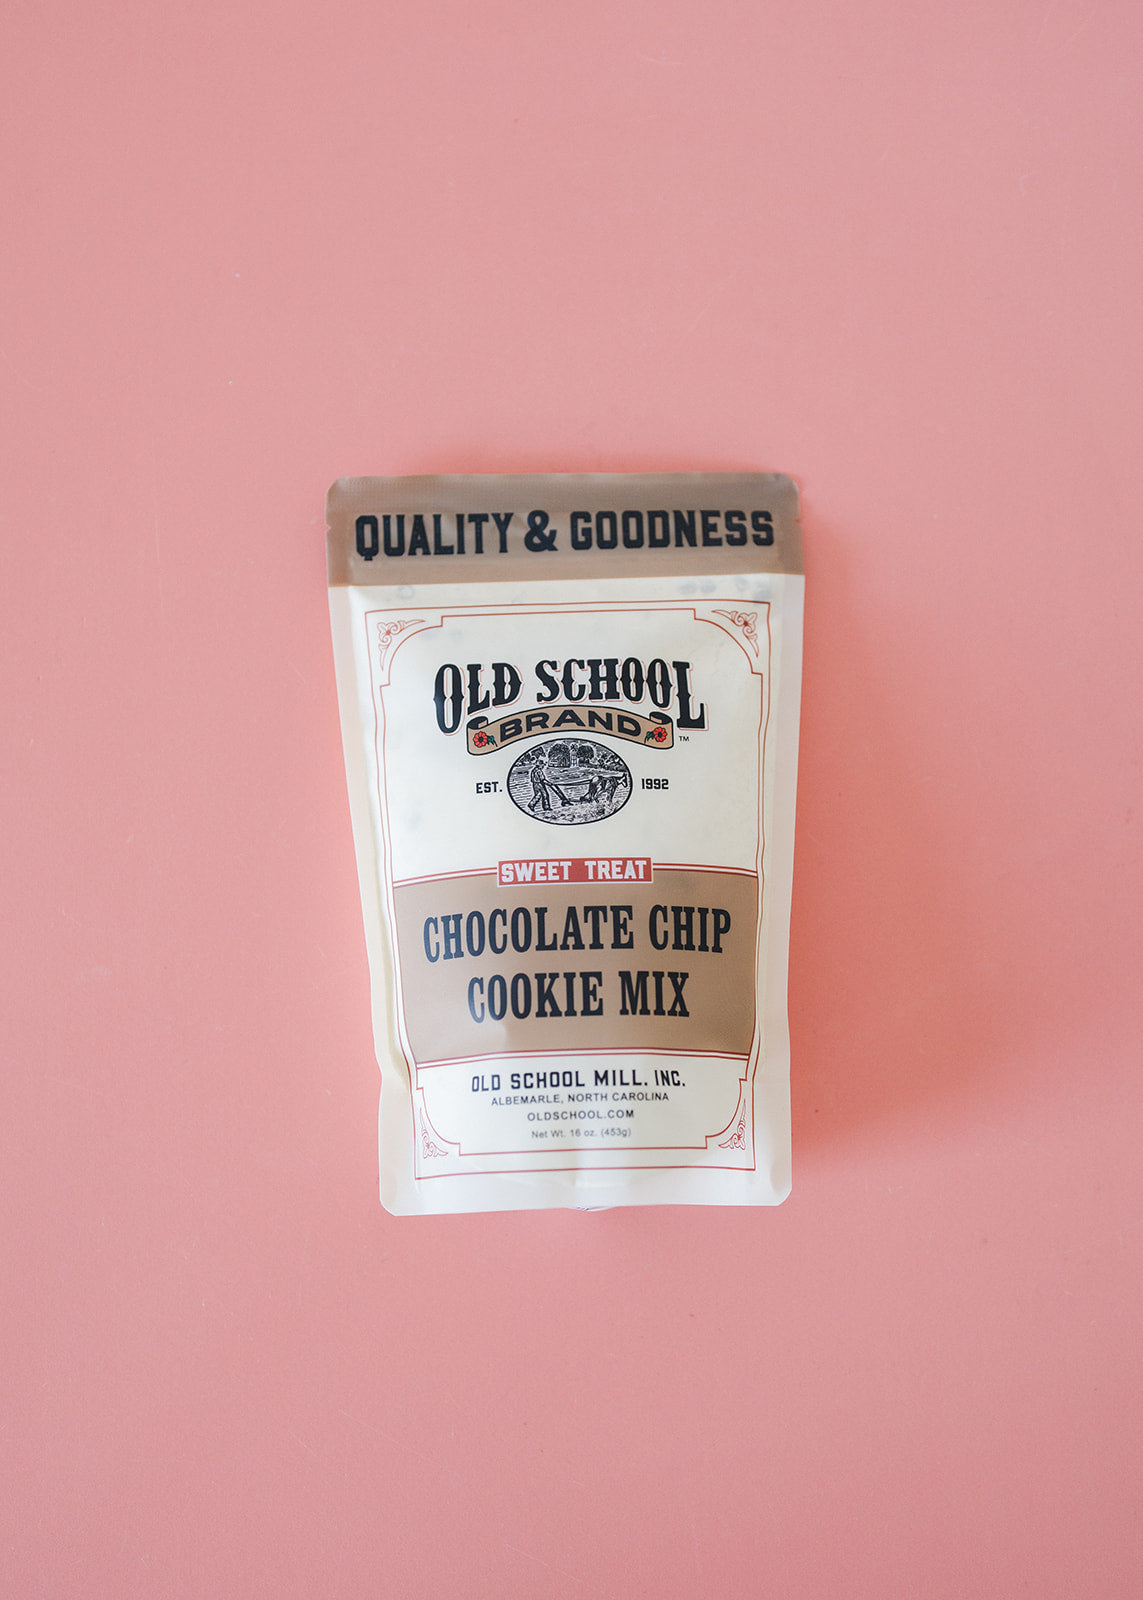 QUALITY & GOODNESS
OLD SCHOOL
BRAND
™
EST. 1992
SWEET TREAT
CHOCOLATE CHIP
COOKIE MIX
OLD SCHOOL MILL, INC.
ALBEMARLE, NORTH CAROLINA
OLDSCHOOL.COM
Net Wt. 16 oz. (453g)